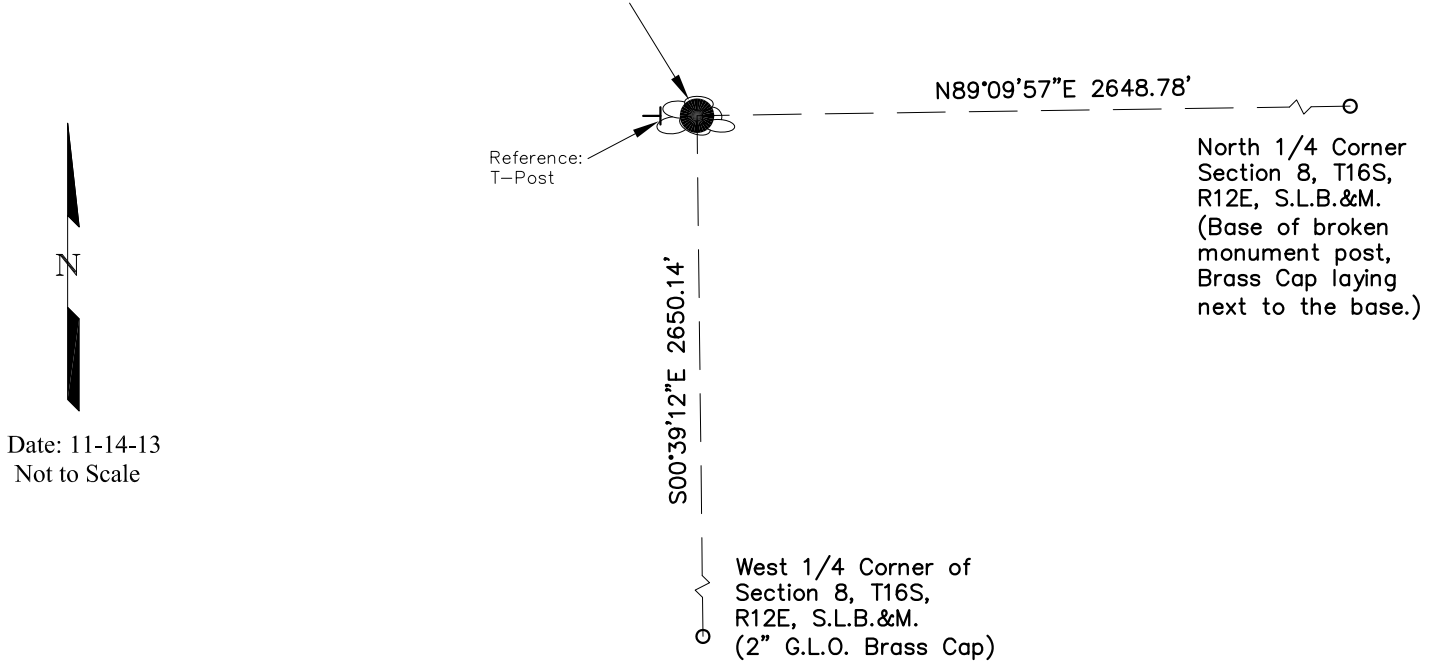 N89°09'57"E 2648.78'
Reference:
T-Post
North 1/4 Corner
Section 8, T16S,
R12E, S.L.B.&M.
(Base of broken
monument post,
Brass Cap laying
next to the base.)
N
S00°39'12"E 2650.14'
Date: 11-14-13
Not to Scale
West 1/4 Corner of
Section 8, T16S,
R12E, S.L.B.&M.
(2" G.L.O. Brass Cap)